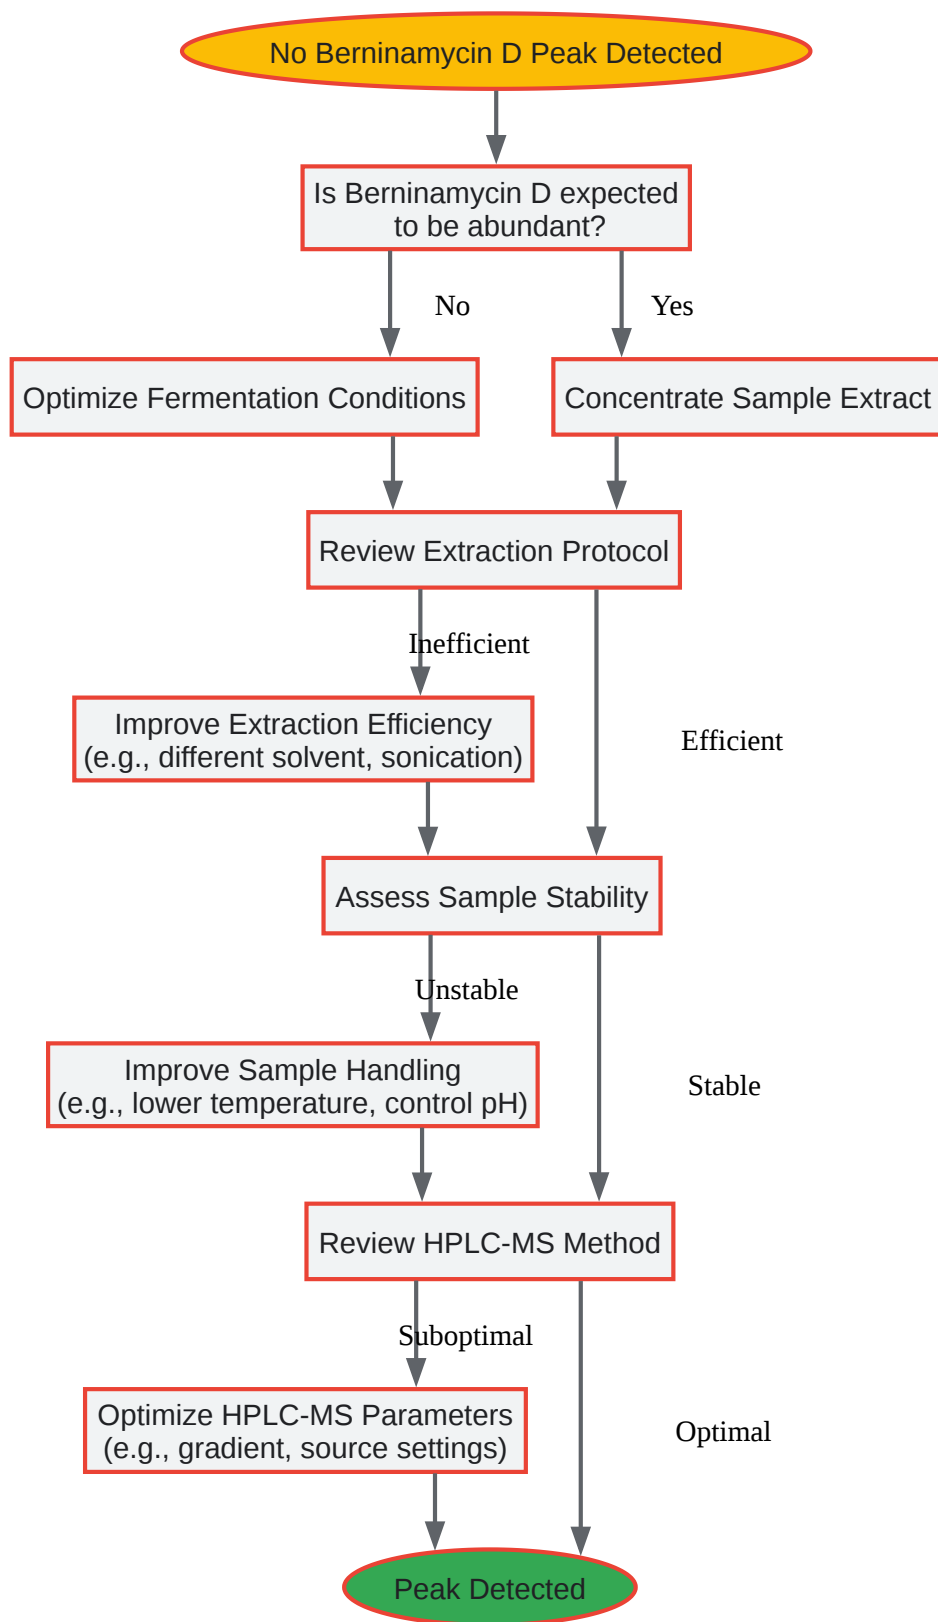 No Berninamycin D Peak Detected
Is Berninamycin D expected
to be abundant?
No
Yes
Optimize Fermentation Conditions
Concentrate Sample Extract
Review Extraction Protocol
Inefficient
Improve Extraction Efficiency
(e.g., different solvent, sonication)
Efficient
Assess Sample Stability
Unstable
Improve Sample Handling
(e.g., lower temperature, control pH)
Stable
Review HPLC-MS Method
Suboptimal
Optimize HPLC-MS Parameters
(e.g., gradient, source settings)
Optimal
Peak Detected